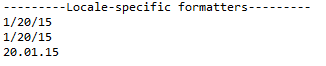 ---------Locale-specific formatters---------
1/20/15
1/20/15
20.01.15